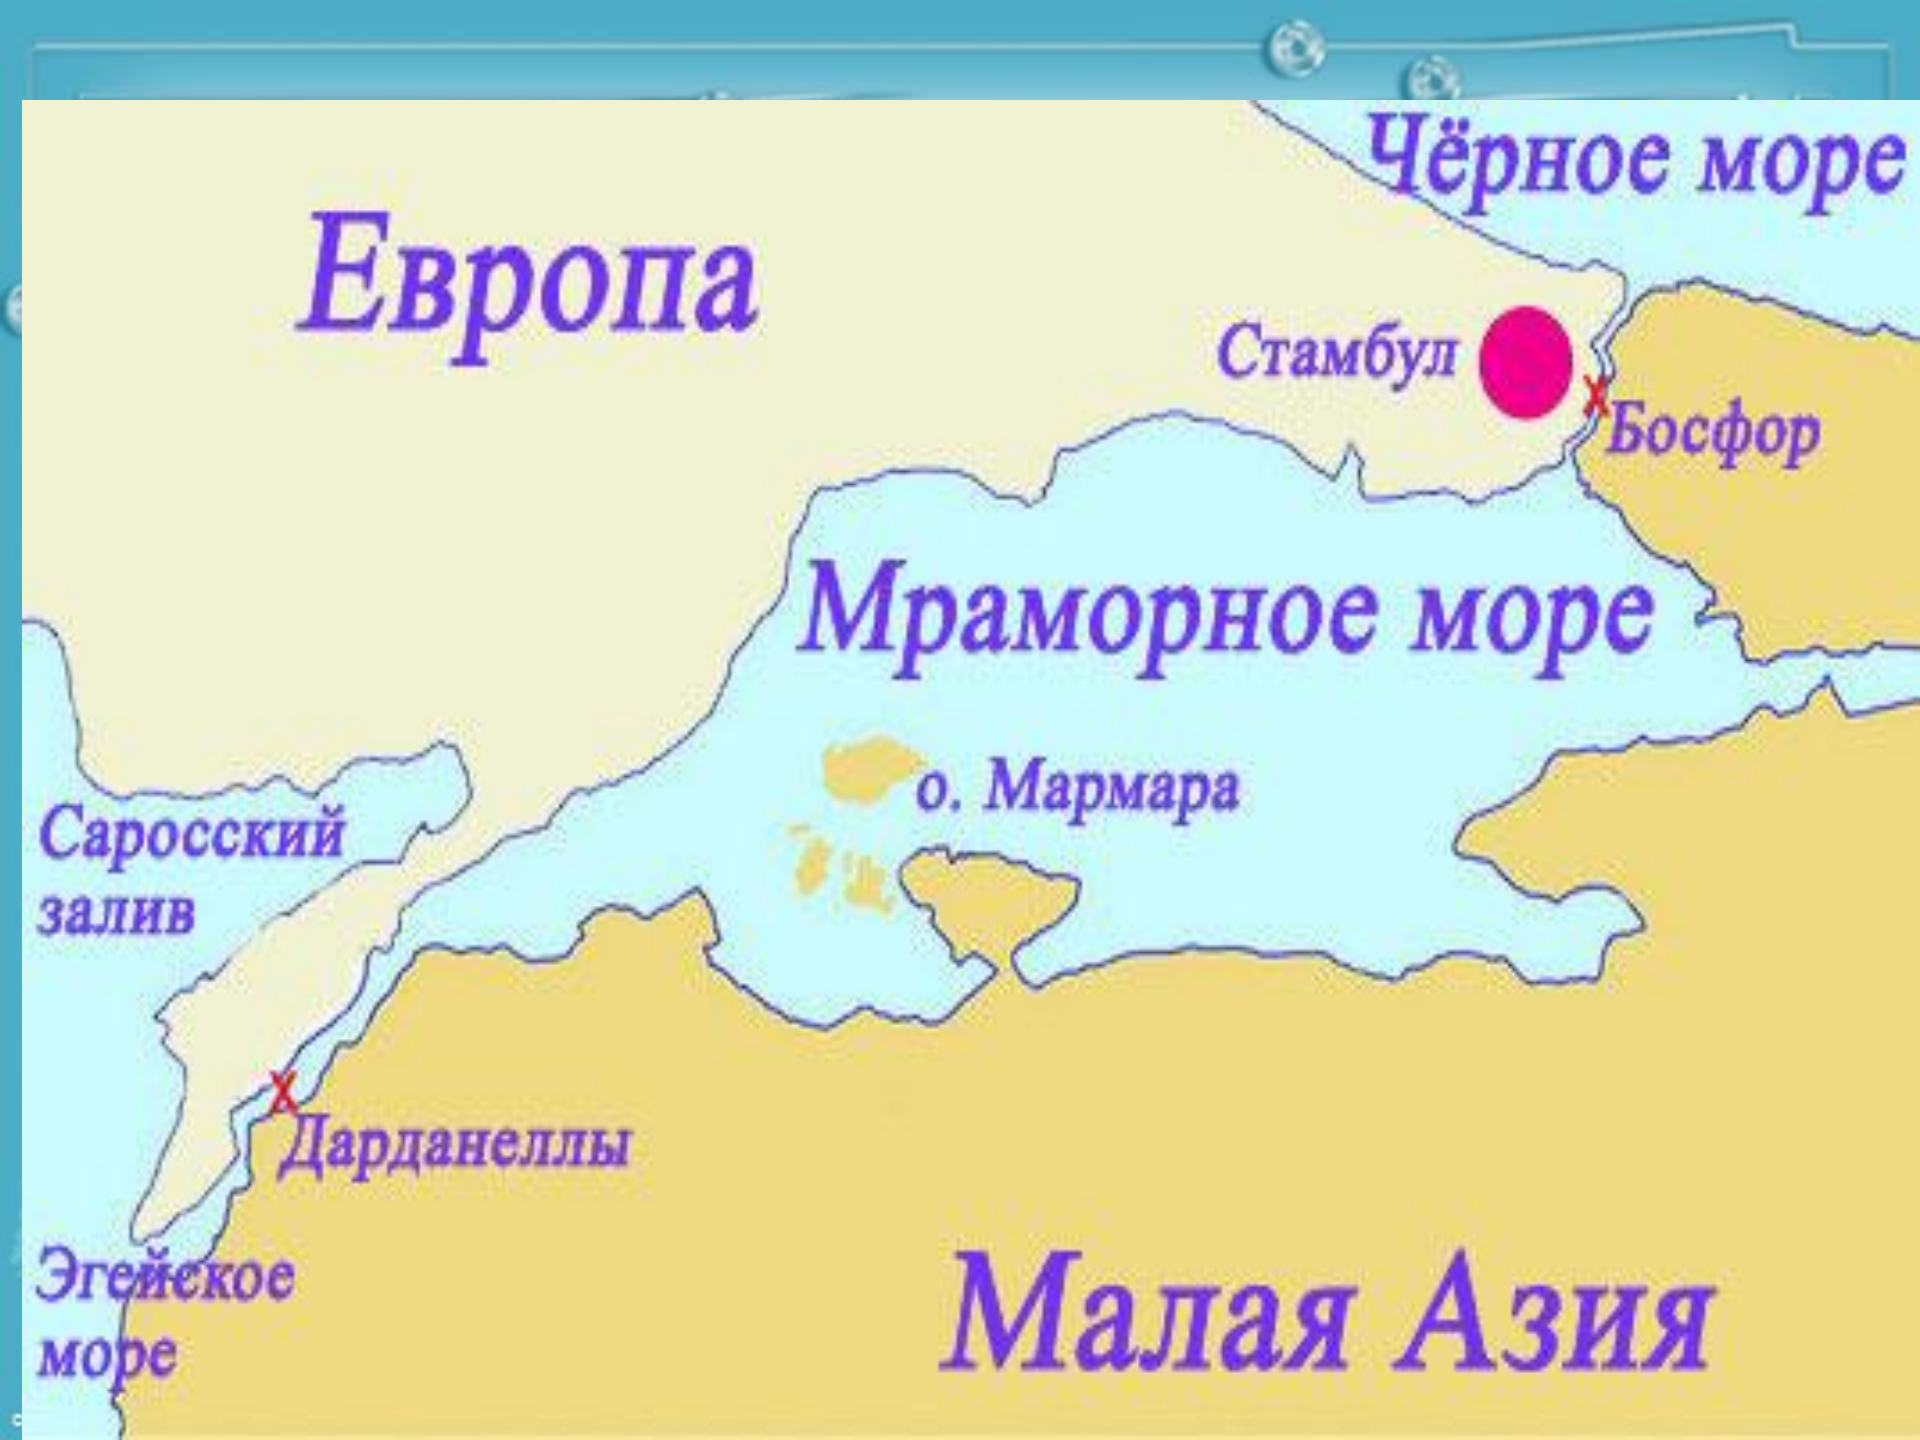 Чёрное море
Европа
Стамбул
Х
Босфор
Мраморное море
о. Мармара
Саросский
залив
Х
Дарданеллы
Эгейское
море
Малая Азия